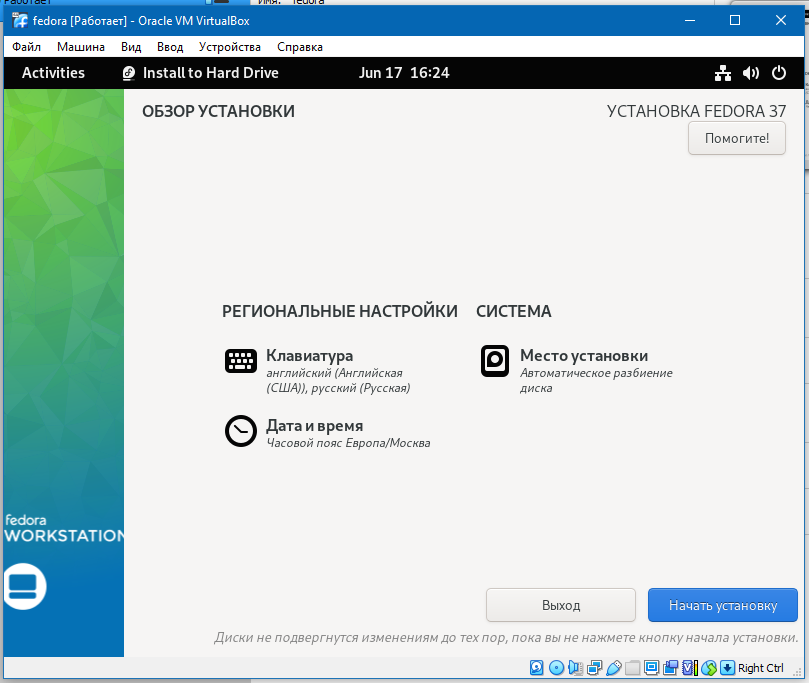 Работает
Имя: fedora
fedora [Работает] - Oracle VM VirtualBox
Файл Машина Вид Ввод Устройства Справка
Activities Install to Hard Drive Jun 17 16:24
ОБЗОР УСТАНОВКИ
УСТАНОВКА FEDORA 37
Помогите!
РЕГИОНАЛЬНЫЕ НАСТРОЙКИ
СИСТЕМА
Клавиатура
английский (Английская
(США)), русский (Русская)
Дата и время
Часовой пояс Европа/Москва
Место установки
Автоматическое разбиение
диска
fedora
WORKSTATION
Выход
Начать установку
Диски не подвергнутся изменениям до тех пор, пока вы не нажмете кнопку начала установки.
Right Ctrl